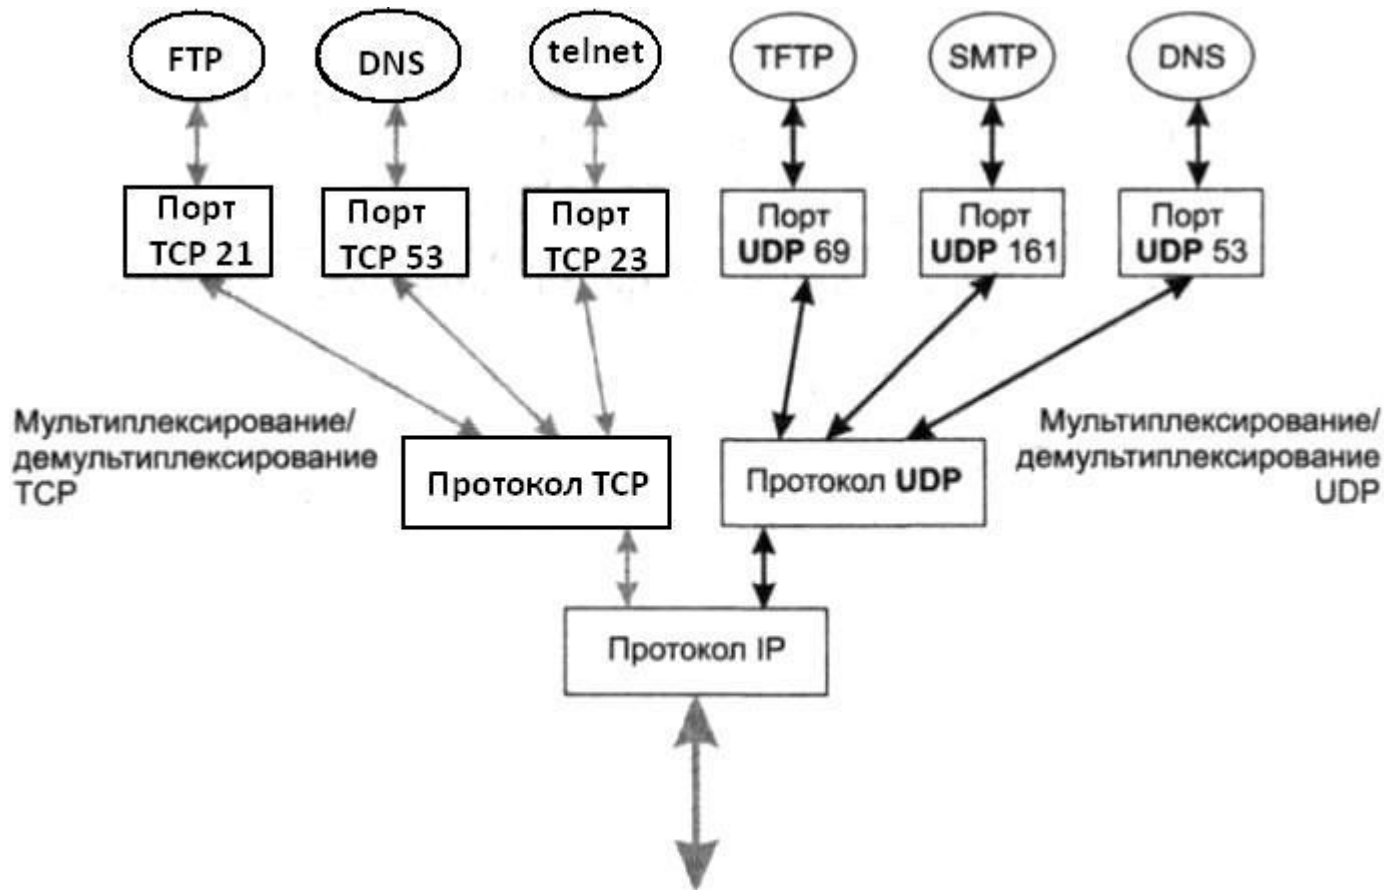 FTP
DNS
telnet
TFTP
SMTP
DNS
Порт
TCP 21
Порт
TCP 53
Порт
TCP 23
Порт
UDP 69
Порт
UDP 161
Порт
UDP 53
Мультиплексирование/
демультиплексирование
TCP
Протокол TCP
Протокол UDP
Мультиплексирование/
демультиплексирование
UDP
Протокол IP